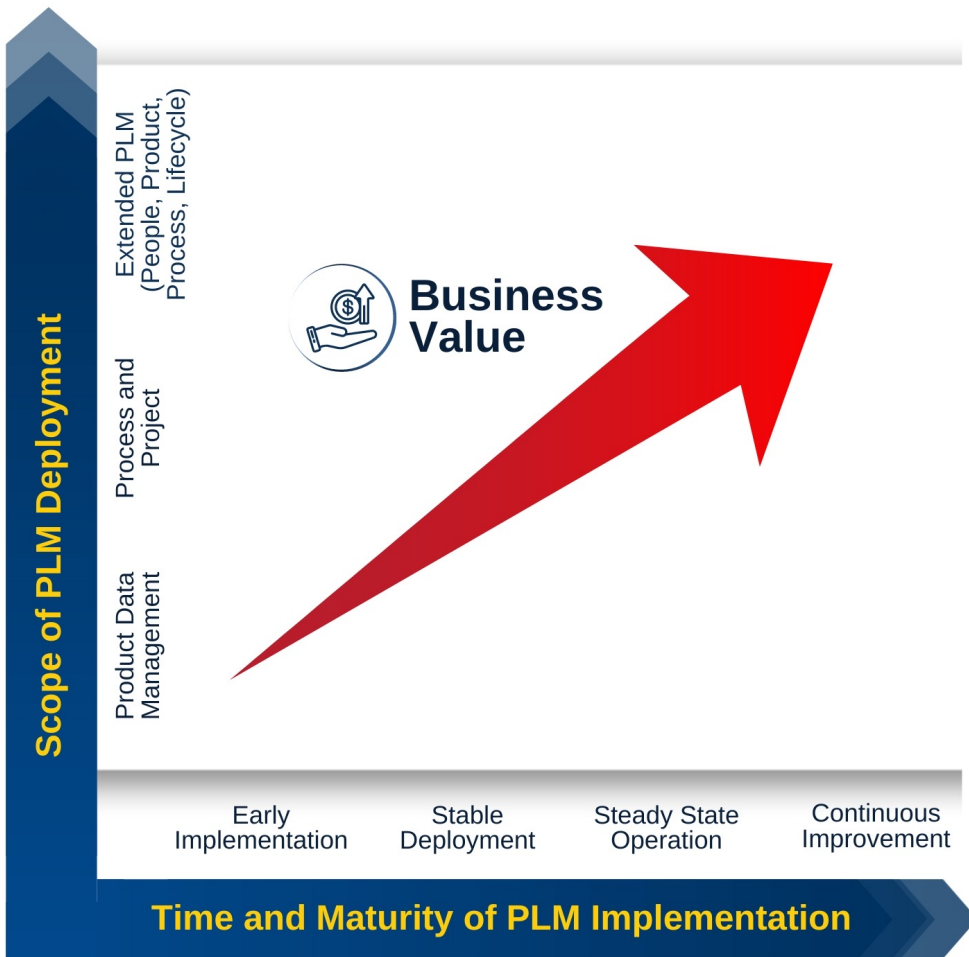 Scope of PLM Deployment
Extended PLM
(People, Product,
Process, Lifecycle)
Process and
Project
Product Data
Management
$
Business
Value
Early
Implementation
Stable
Deployment
Steady State
Operation
Continuous
Improvement
Time and Maturity of PLM Implementation